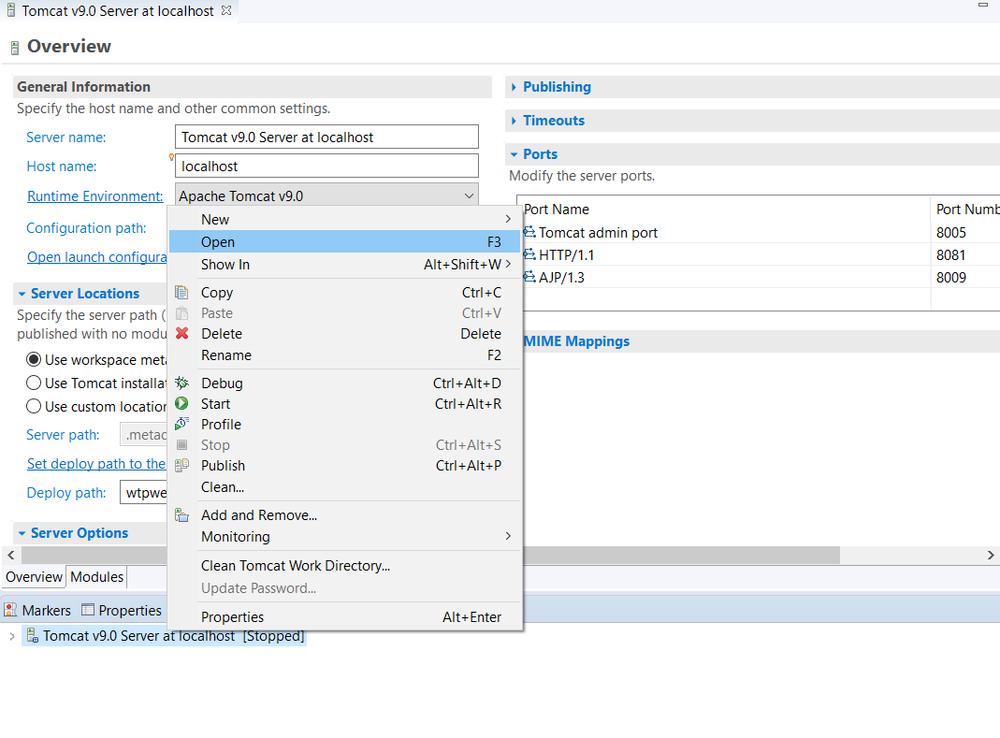 Tomcat v9.0 Server at localhost
Overview
General Information
Specify the host name and other common settings.
Server name:
Tomcat v9.0 Server at localhost
Host name:
localhost
Runtime Environment:
Apache Tomcat v9.0
Configuration path:
Open launch configura
Server Locations
Specify the server path (
published with no modu
Use workspace meta
Use Tomcat installat
Use custom location
Server path:
.metac
Set deploy path to the
Deploy path:
wtpwe
Server Options
Publishing
Timeouts
Ports
Modify the server ports.
Port Name Port Numb
Tomcat admin port 8005
HTTP/1.1 8081
AJP/1.3 8009
MIME Mappings
New
Open F3
Show In Alt+Shift+W
Copy Ctrl+C
Paste Ctrl+V
Delete Delete
Rename F2
Debug Ctrl+Alt+D
Start Ctrl+Alt+R
Profile
Stop Ctrl+Alt+S
Publish Ctrl+Alt+P
Clean...
Add and Remove...
Monitoring
Clean Tomcat Work Directory...
Update Password...
Properties Alt+Enter
Overview Modules
Markers Properties
Tomcat v9.0 Server at localhost [Stopped]